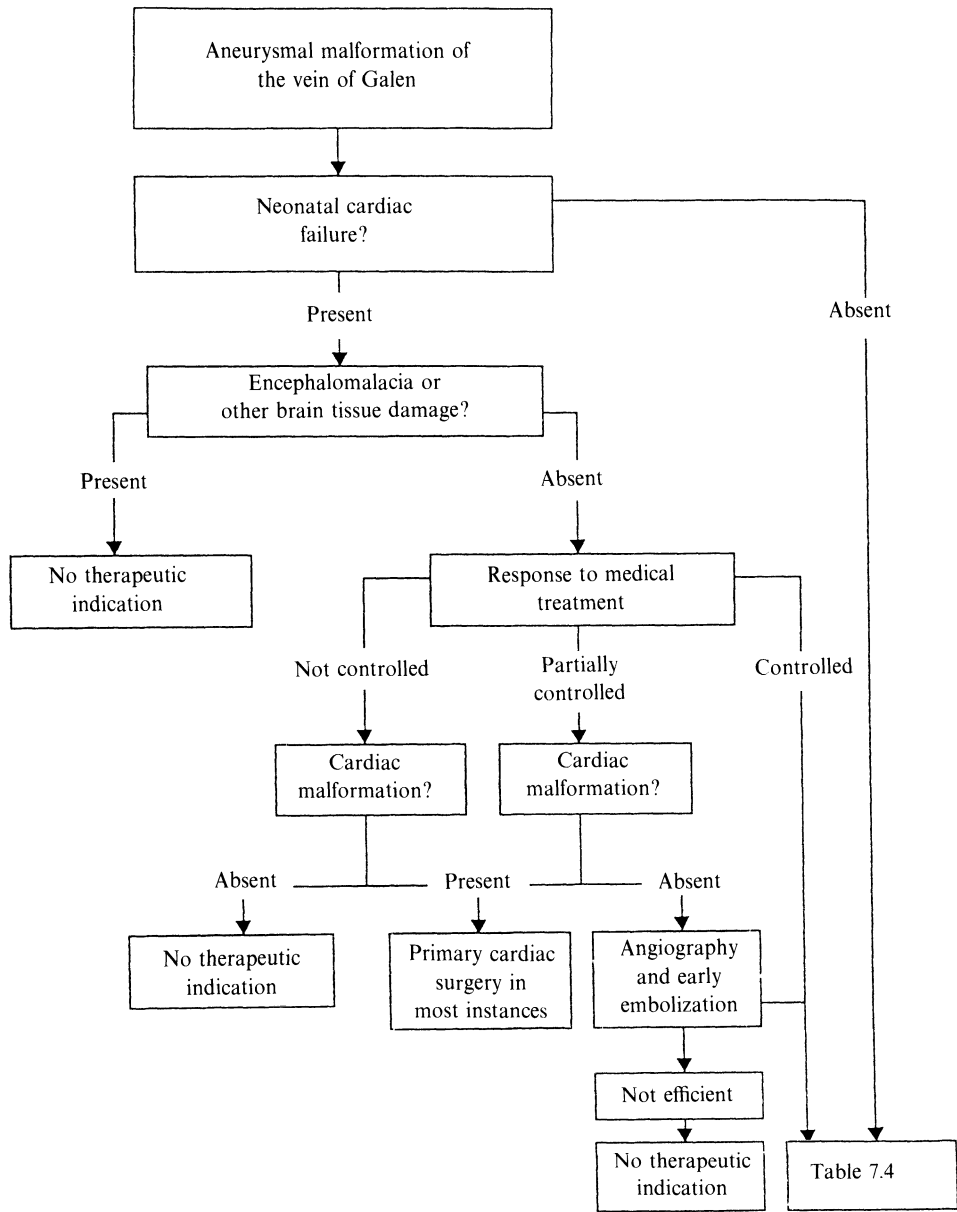 Aneurysmal malformation of
the vein of Galen
Neonatal cardiac
failure?
Present
Absent
Encephalomalacia or
other brain tissue damage?
Present
Absent
No therapeutic
indication
Response to medical
treatment
Not controlled
Partially
controlled
Controlled
Cardiac
malformation?
Cardiac
malformation?
Absent
Present
Absent
No therapeutic
indication
Primary cardiac
surgery in
most instances
Angiography
and early
embolization
Not efficient
No therapeutic
indication
Table 7.4